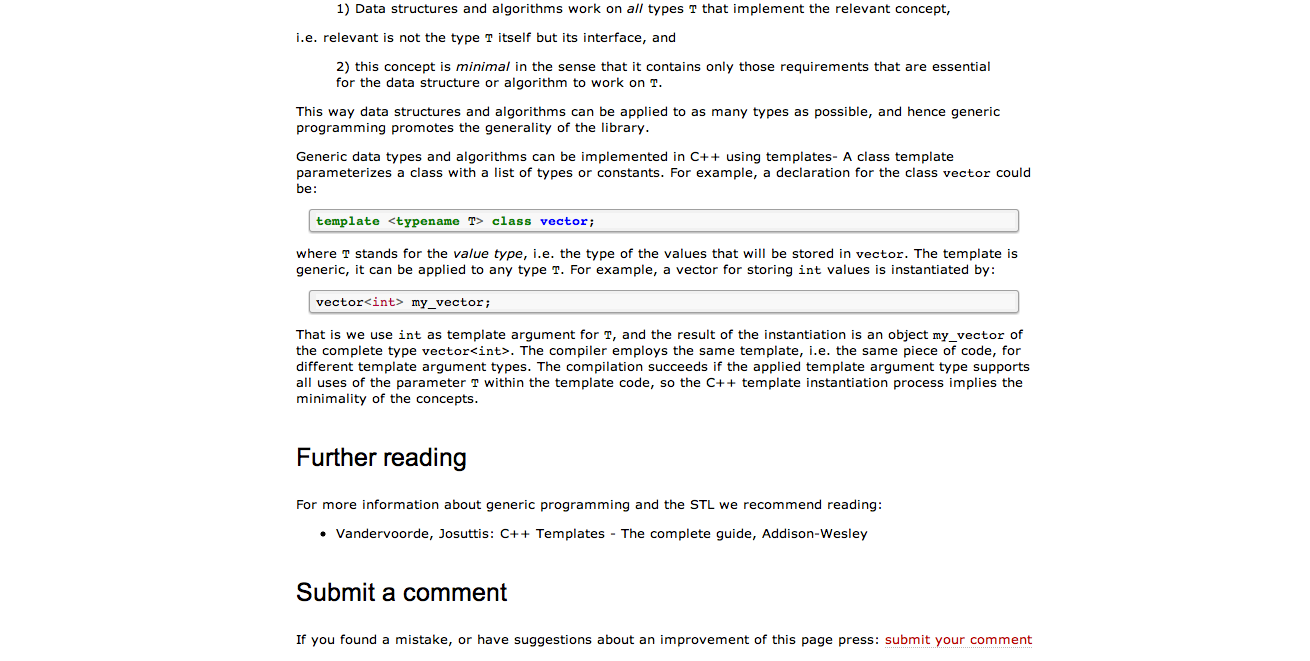 1) Data structures and algorithms work on all types T that implement the relevant concept,
i.e. relevant is not the type T itself but its interface, and
2) this concept is minimal in the sense that it contains only those requirements that are essential
for the data structure or algorithm to work on T.
This way data structures and algorithms can be applied to as many types as possible, and hence generic
programming promotes the generality of the library.
Generic data types and algorithms can be implemented in C++ using templates- A class template
parameterizes a class with a list of types or constants. For example, a declaration for the class vector could
be:
template <typename T> class vector;
where T stands for the value type, i.e. the type of the values that will be stored in vector. The template is
generic, it can be applied to any type T. For example, a vector for storing int values is instantiated by:
vector<int> my_vector;
That is we use int as template argument for T, and the result of the instantiation is an object my_vector of
the complete type vector<int>. The compiler employs the same template, i.e. the same piece of code, for
different template argument types. The compilation succeeds if the applied template argument type supports
all uses of the parameter T within the template code, so the C++ template instantiation process implies the
minimality of the concepts.
Further reading
For more information about generic programming and the STL we recommend reading:
• Vandervoorde, Josuttis: C++ Templates - The complete guide, Addison-Wesley
Submit a comment
If you found a mistake, or have suggestions about an improvement of this page press: submit your comment